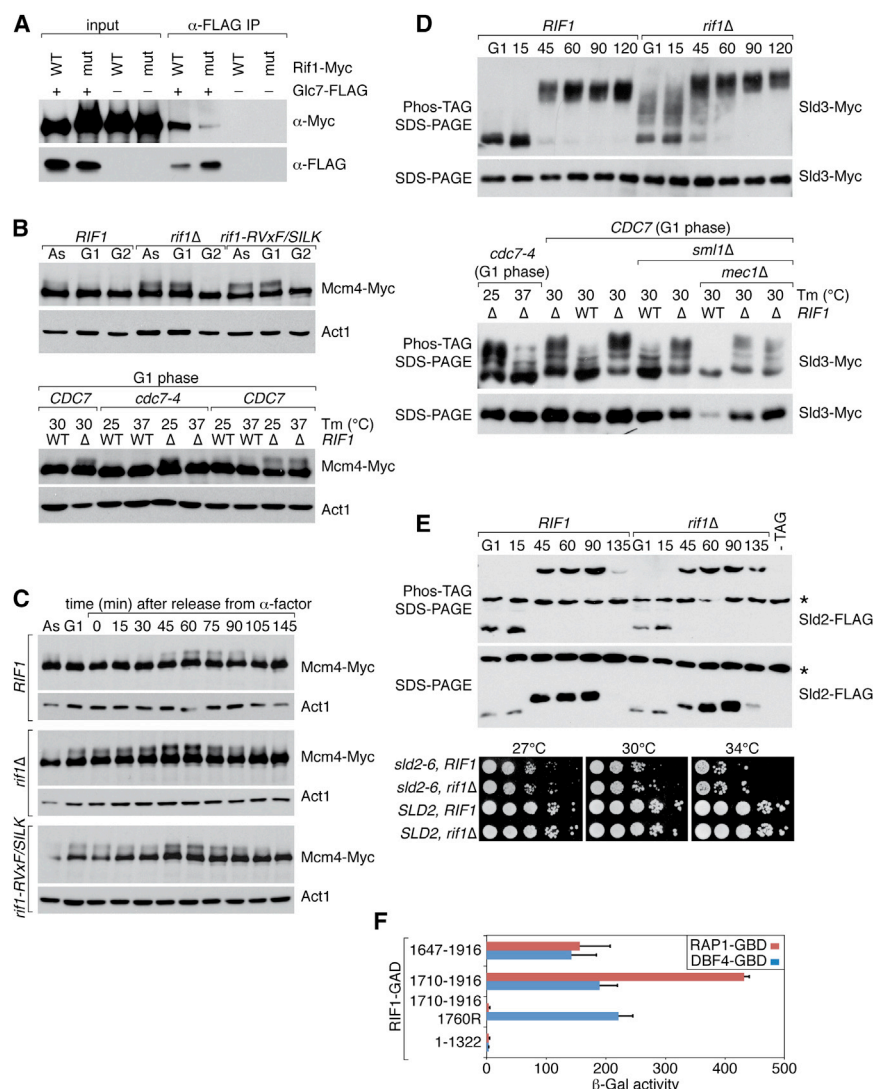 A
input
α-FLAG IP
WT mut WT mut WT mut WT mut Rif1-Myc
+ + – – + + – – Glc7-FLAG
α-Myc
α-FLAG
B
RIF1 rif1Δ rif1-RVxF/SILK
As G1 G2 As G1 G2 As G1 G2
Mcm4-Myc
Act1
G1 phase
CDC7 cdc7-4 CDC7
30 30 25 37 25 37 25 37 25 37 Tm (°C)
WT Δ WT WT Δ Δ WT WT Δ Δ RIF1
Mcm4-Myc
Act1
C
time (min) after release from α-factor
As G1 0 15 30 45 60 75 90 105 145
RIF1
Mcm4-Myc
Act1
rif1Δ
Mcm4-Myc
Act1
rif1-RVxF/SILK
Mcm4-Myc
Act1
D
RIF1 rif1Δ
G1 15 45 60 90 120 G1 15 45 60 90 120
Phos-TAG
SDS-PAGE
Sld3-Myc
SDS-PAGE
Sld3-Myc
CDC7 (G1 phase)
cdc7-4
(G1 phase)
sml1Δ
mec1Δ
25 37 30 30 30 30 30 30 30 30 Tm (°C)
Δ Δ Δ WT Δ WT Δ WT Δ Δ RIF1
Phos-TAG
SDS-PAGE
Sld3-Myc
SDS-PAGE
Sld3-Myc
E
RIF1 rif1Δ - TAG
G1 15 45 60 90 135 G1 15 45 60 90 135
Phos-TAG
SDS-PAGE
*
Sld2-FLAG
SDS-PAGE
*
Sld2-FLAG
27°C 30°C 34°C
sld2-6, RIF1
sld2-6, rif1Δ
SLD2, RIF1
SLD2, rif1Δ
F
RIF1-GAD
1647-1916
1710-1916
1710-1916
1760R
1-1322
RAP1-GBD
DBF4-GBD
0 100 200 300 400 500
β-Gal activity